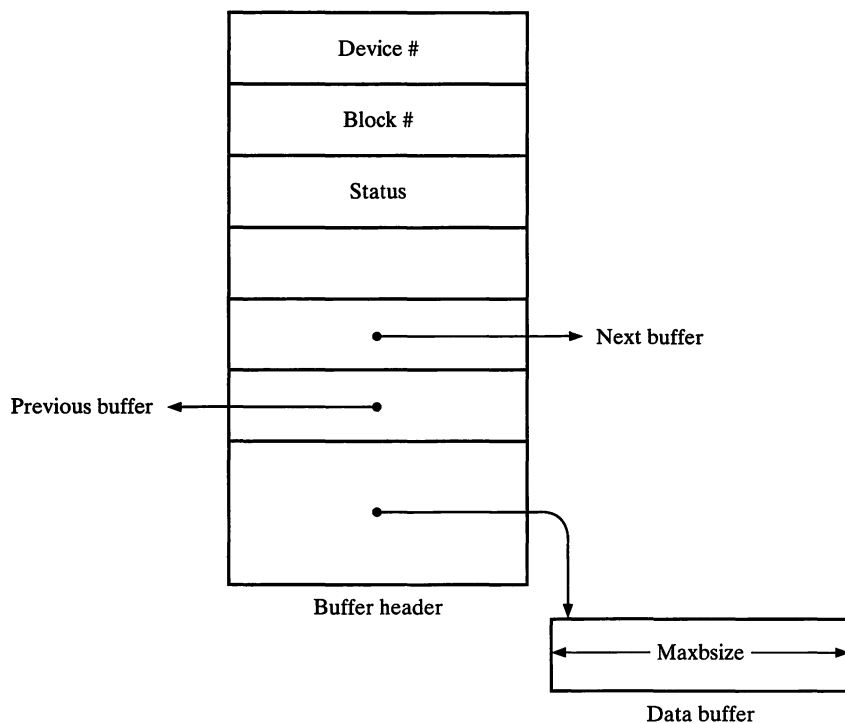 Device #
Block #
Status
Next buffer
Previous buffer
Buffer header
Maxbsize
Data buffer